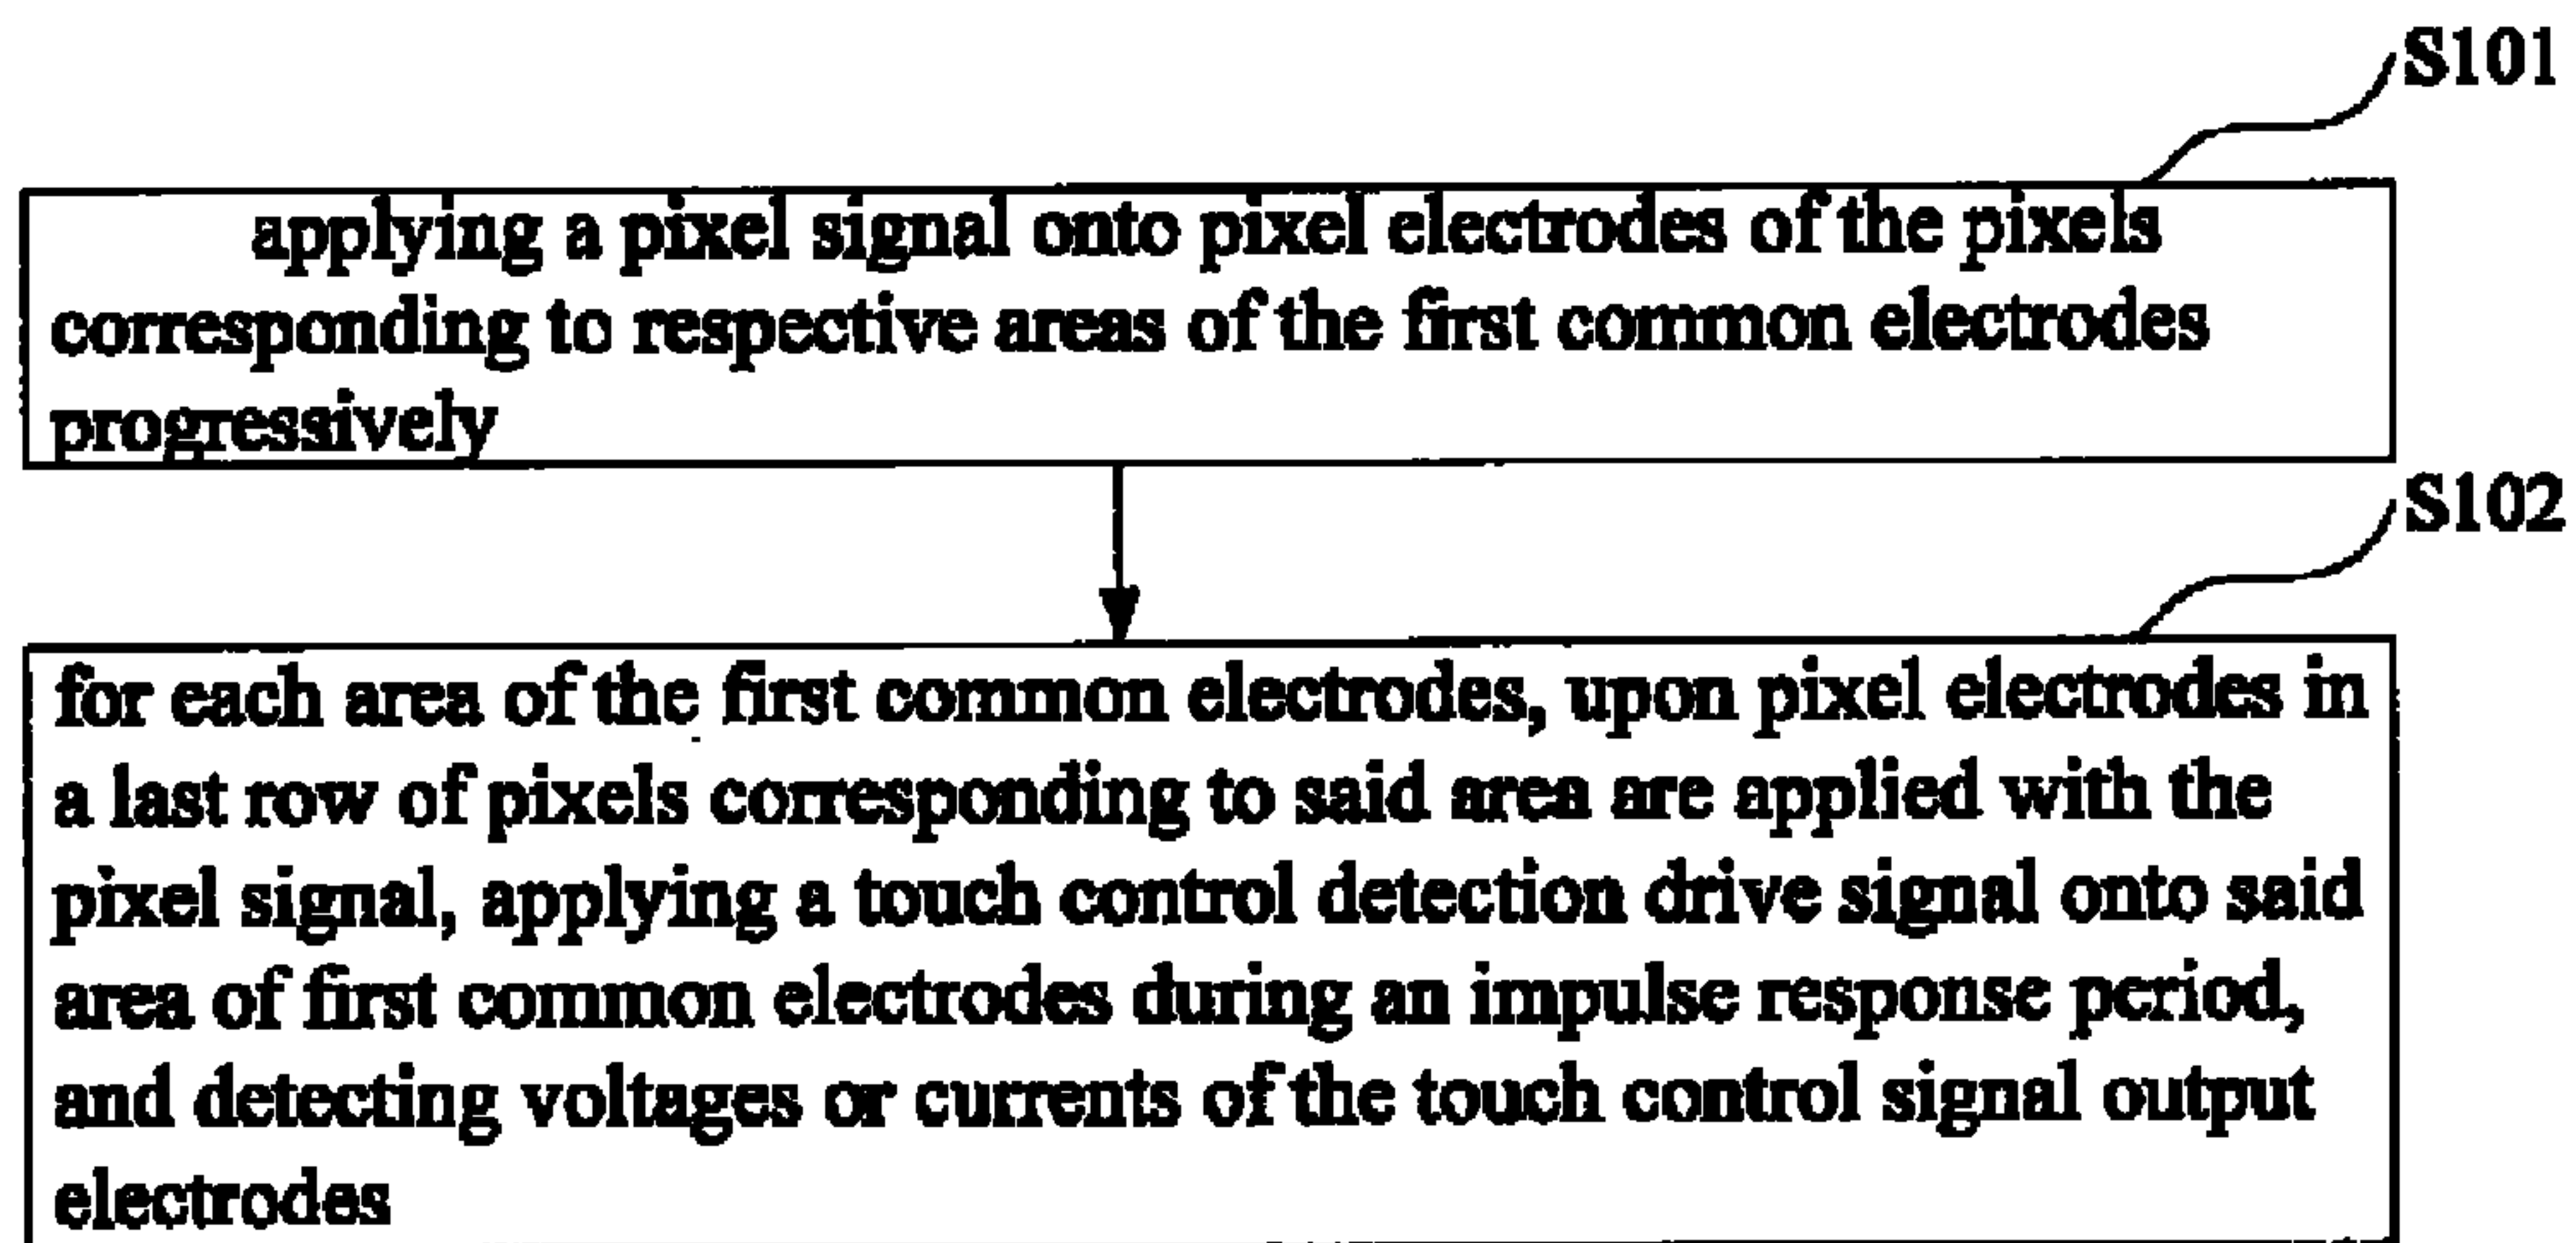 S101
applying a pixel signal onto pixel electrodes of the pixels
corresponding to respective areas of the first common electrodes
progressively
S102
for each area of the first common electrodes, upon pixel electrodes in
a last row of pixels corresponding to said area are applied with the
pixel signal, applying a touch control detection drive signal onto said
area of first common electrodes during an impulse response period,
and detecting voltages or currents of the touch control signal output
electrodes